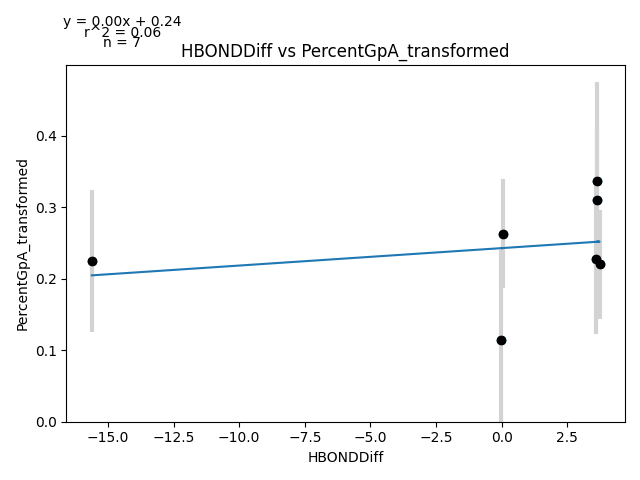 y = 0.00x + 0.24
r^2 = 0.06
n = 7
HBONDDiff vs PercentGpA_transformed
PercentGpA_transformed
0.4
0.3
0.2
0.1
0.0
−15.0 −12.5 −10.0 −7.5 −5.0 −2.5 0.0 2.5
HBONDDiff